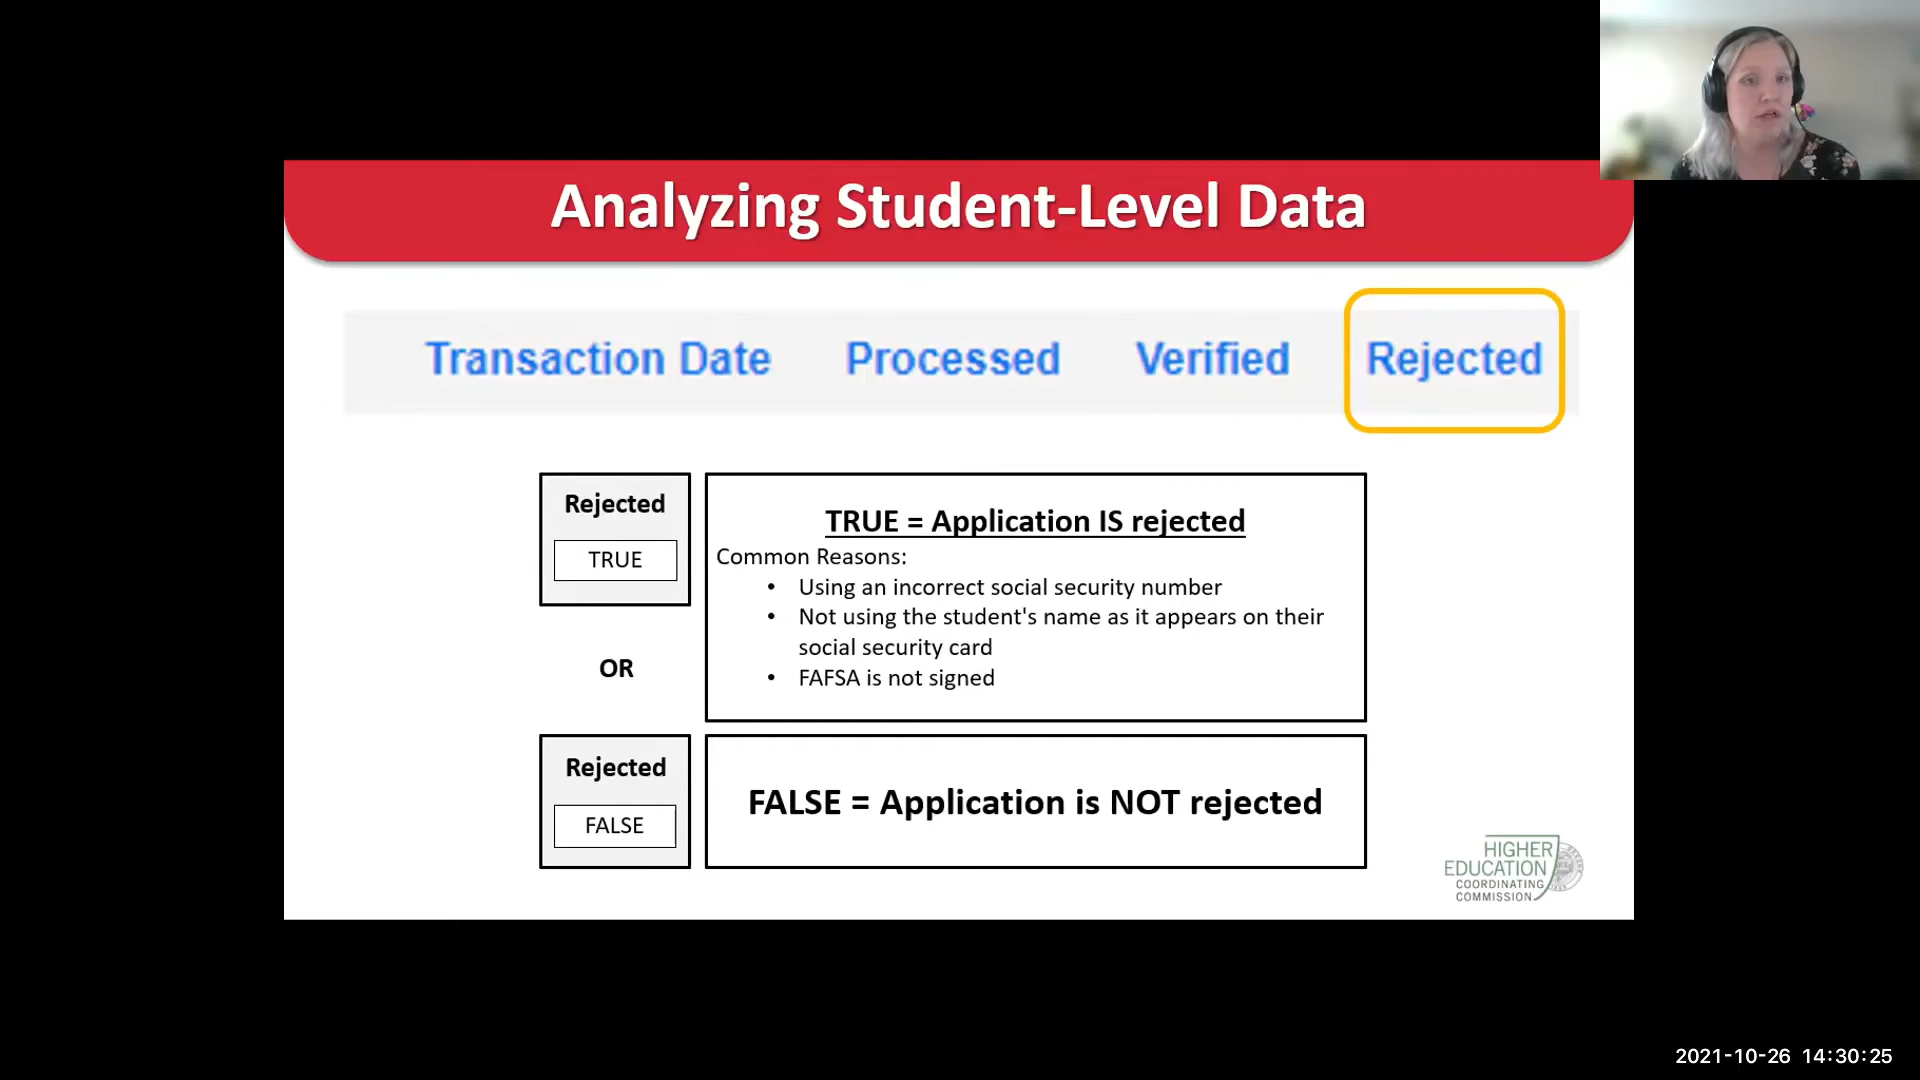 Analyzing Student-Level Data
Transaction Date Processed Verified Rejected
Rejected
TRUE
TRUE = Application IS rejected
Common Reasons:
• Using an incorrect social security number
• Not using the student's name as it appears on their
social security card
• FAFSA is not signed
OR
Rejected
FALSE
FALSE = Application is NOT rejected
HIGHER
EDUCATION
COORDINATING
COMMISSION
2021-10-26 14:30:25